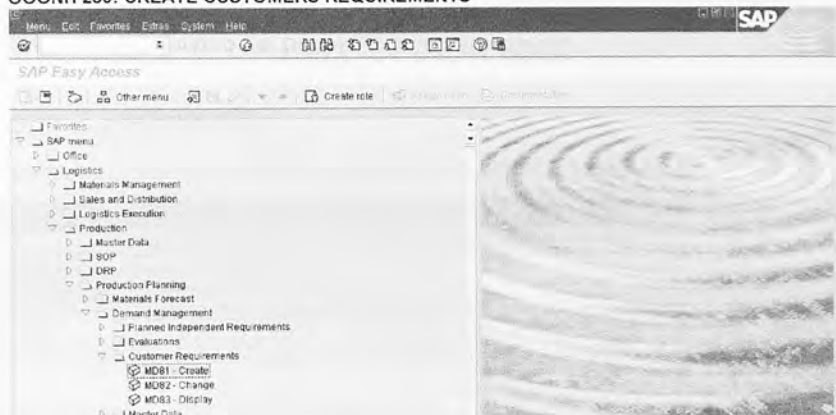 CREATE CUSTOMERS REQUIREMENTS
Menu Edit Favorites Extras System Help
SAP
SAP Easy Access
Other menu
Create role
Favorites
SAP menu
Office
Logistics
Materials Management
Sales and Distribution
Logistics Execution
Production
Master Data
SOP
DRP
Production Planning
Materials Forecast
Demand Management
Planned Independent Requirements
Evaluations
Customer Requirements
MD81 - Create
MD82 - Change
MD83 - Display
Master Data